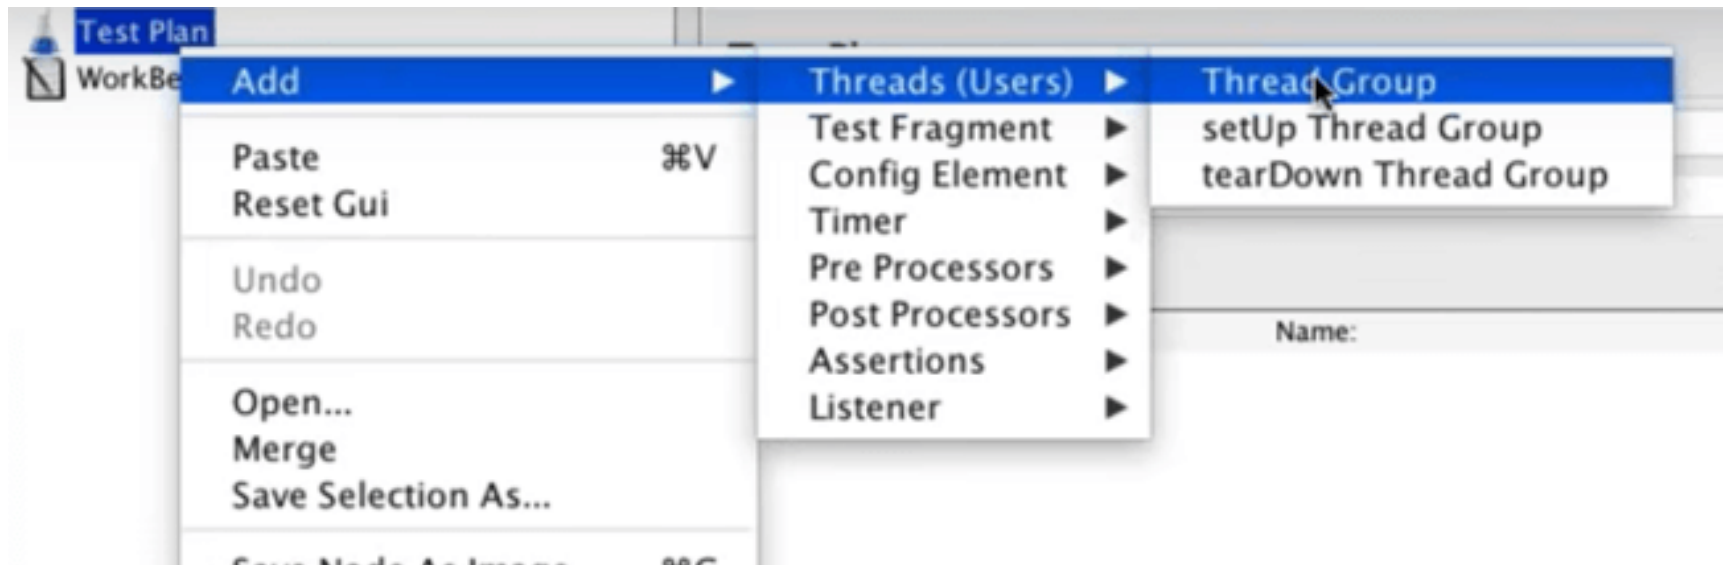 Test Plan
WorkBe
Add
Paste ⌘V
Reset Gui
Undo
Redo
Open...
Merge
Save Selection As...
Threads (Users)
Test Fragment
Config Element
Timer
Pre Processors
Post Processors
Assertions
Listener
Thread Group
setUp Thread Group
tearDown Thread Group
Name: